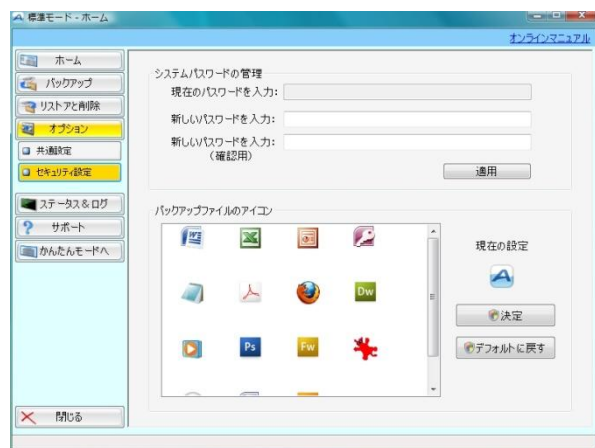 標準モード - ホーム
オンラインマニュアル
ホーム
バックアップ
リストアと削除
オプション
共通設定
セキュリティ設定
ステータス＆ログ
サポート
かんたんモードへ
閉じる
システムパスワードの管理
現在のパスワードを入力:
新しいパスワードを入力:
新しいパスワードを入力:
（確認用）
適用
バックアップファイルのアイコン
Dw
Ps
Fw
現在の設定
決定
デフォルトに戻す